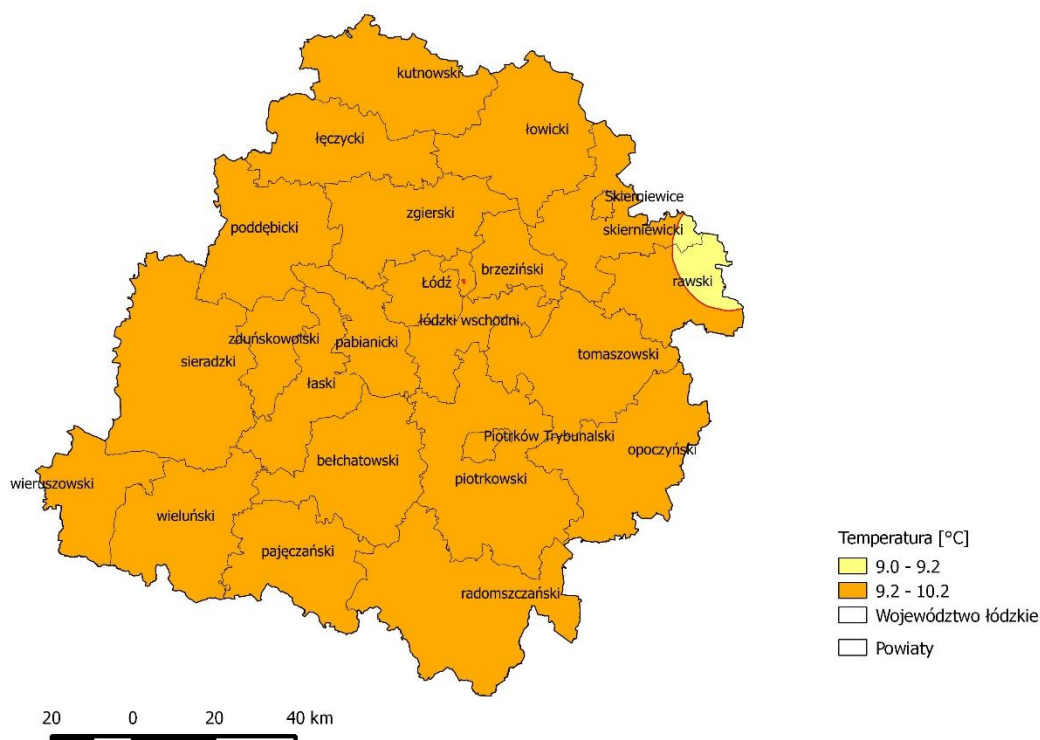 kutnowski
łowicki
łęczycki
Skierniewice
zgierski
poddębicki
skierniewicki
brzeziński
Łódź
rawski
łódzki wschodni
zduńskowolski
pabianicki
sieradzki
tomaszowski
łaski
Piotrków Trybunalski
opoczyński
bełchatowski
wieruszowski
piotrkowski
wieluński
pajęczański
radomszczański
Temperatura [°C]
9.0 - 9.2
9.2 - 10.2
Województwo łódzkie
Powiaty
20 0 20 40 km